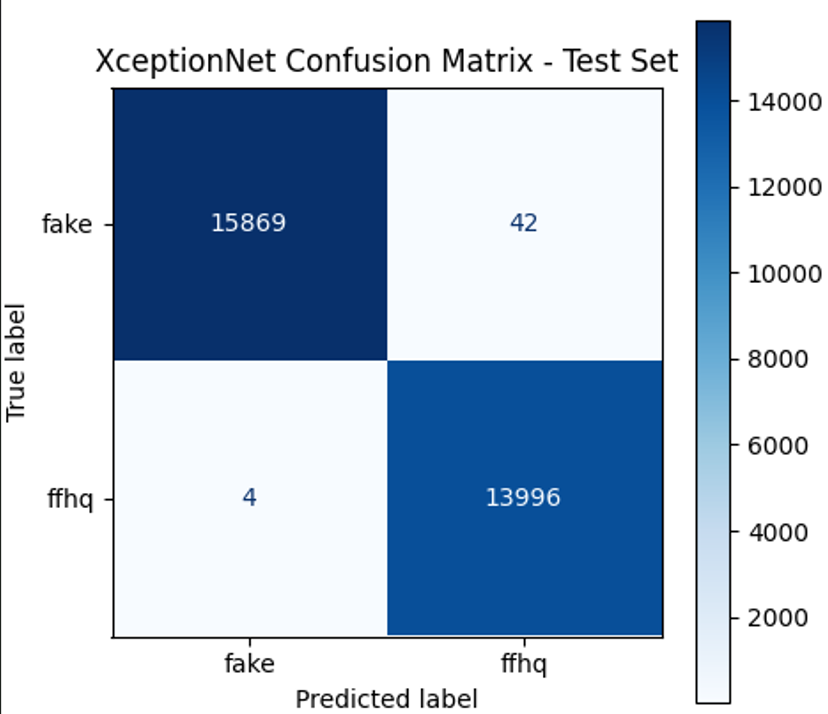 XceptionNet Confusion Matrix - Test Set
True label
fake
ffhq
15869
42
4
13996
fake
ffhq
Predicted label
14000
12000
10000
8000
6000
4000
2000